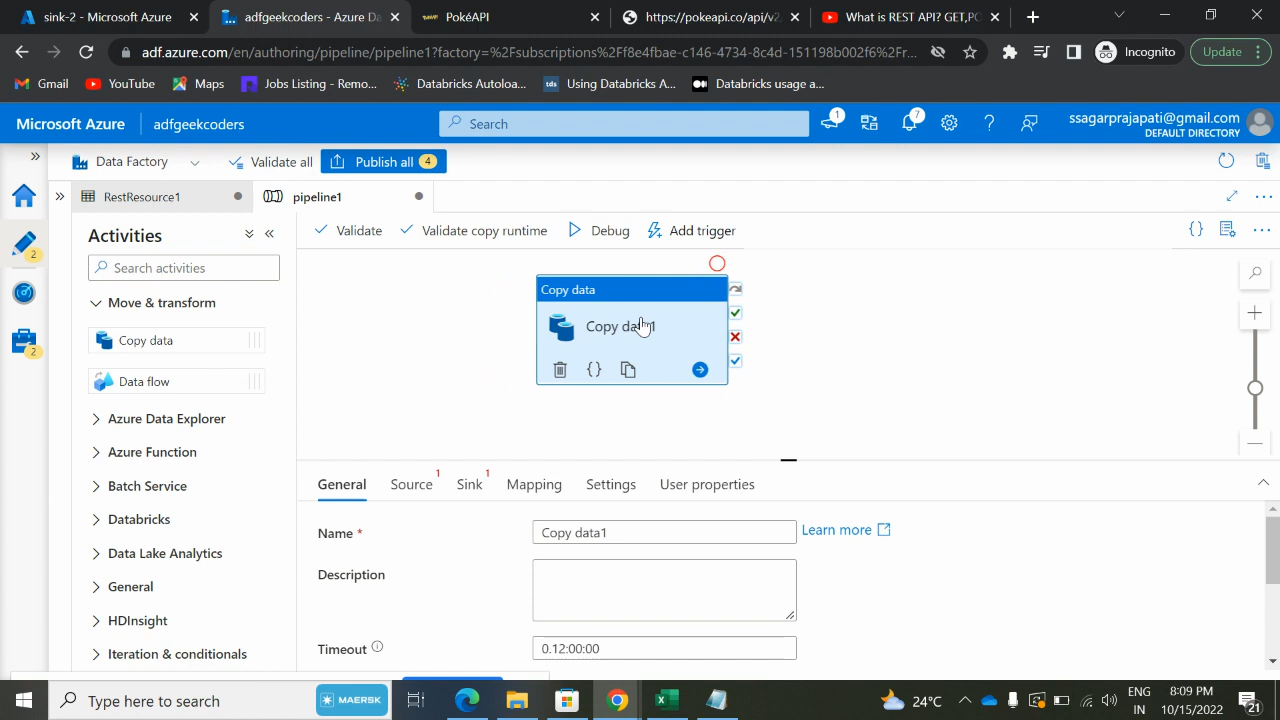 sink-2 - Microsoft Azure
adfgeekcoders - Azure Da
PokéAPI
https://pokeapi.co/api/v2
What is REST API? GET,PO
adf.azure.com/en/authoring/pipeline/pipeline1?factory=%2Fsubscriptions%2Ff8e4fbae-c146-4734-8c4d-151198b002f6%2Fr...
Incognito
Update
Gmail
YouTube
Maps
Jobs Listing - Remo...
Databricks Autoloa...
tds
Using Databricks A...
Databricks usage a...
Microsoft Azure
adfgeekcoders
Search
1
7
ssagarprajapati@gmail.com
DEFAULT DIRECTORY
Data Factory
Validate all
Publish all
4
RestResource1
pipeline1
Activities
Validate
Validate copy runtime
Debug
Add trigger
2
2
Search activities
Move & transform
Copy data
Data flow
Azure Data Explorer
Azure Function
Batch Service
Databricks
Data Lake Analytics
General
HDInsight
Iteration & conditionals
Copy data
Copy data1
General
Source
1
Sink
1
Mapping
Settings
User properties
Name *
Copy data1
Learn more
Description
Timeout
0.12:00:00
Type here to search
MAERSK
24°C
ENG
IN
8:09 PM
10/15/2022
21